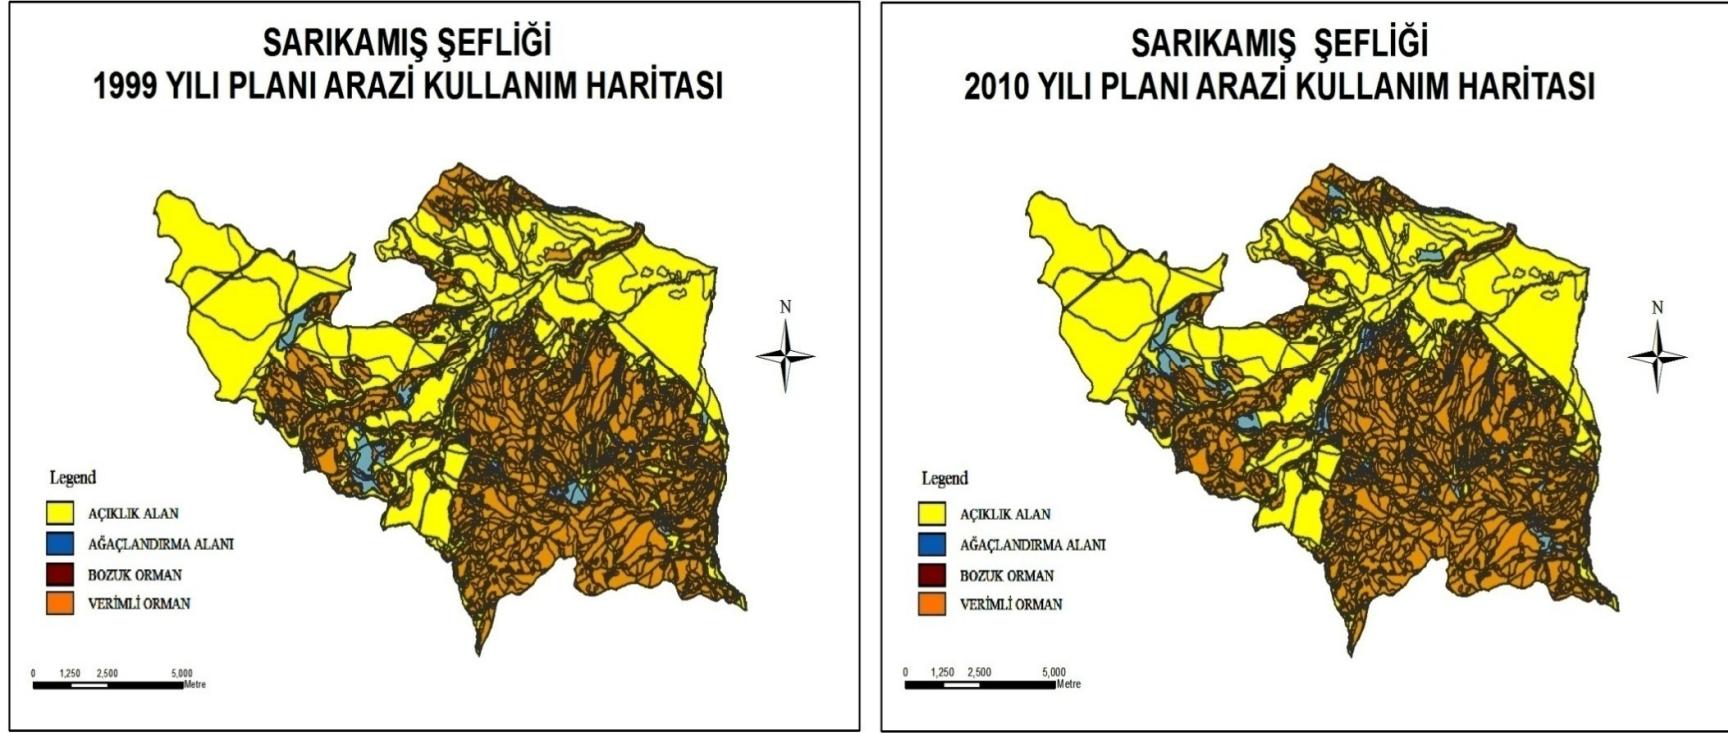 SARIKAMIŞ ŞEFLİĞİ
1999 YILI PLANI ARAZİ KULLANIM HARİTASI
N
Legend
AÇIKLIK ALAN
AĞAÇLANDIRMA ALANI
BOZUK ORMAN
VERİMLİ ORMAN
0 1,250 2,500 5,000
Metre
SARIKAMIŞ ŞEFLİĞİ
2010 YILI PLANI ARAZİ KULLANIM HARİTASI
N
Legend
AÇIKLIK ALAN
AĞAÇLANDIRMA ALANI
BOZUK ORMAN
VERİMLİ ORMAN
0 1,250 2,500 5,000
Metre